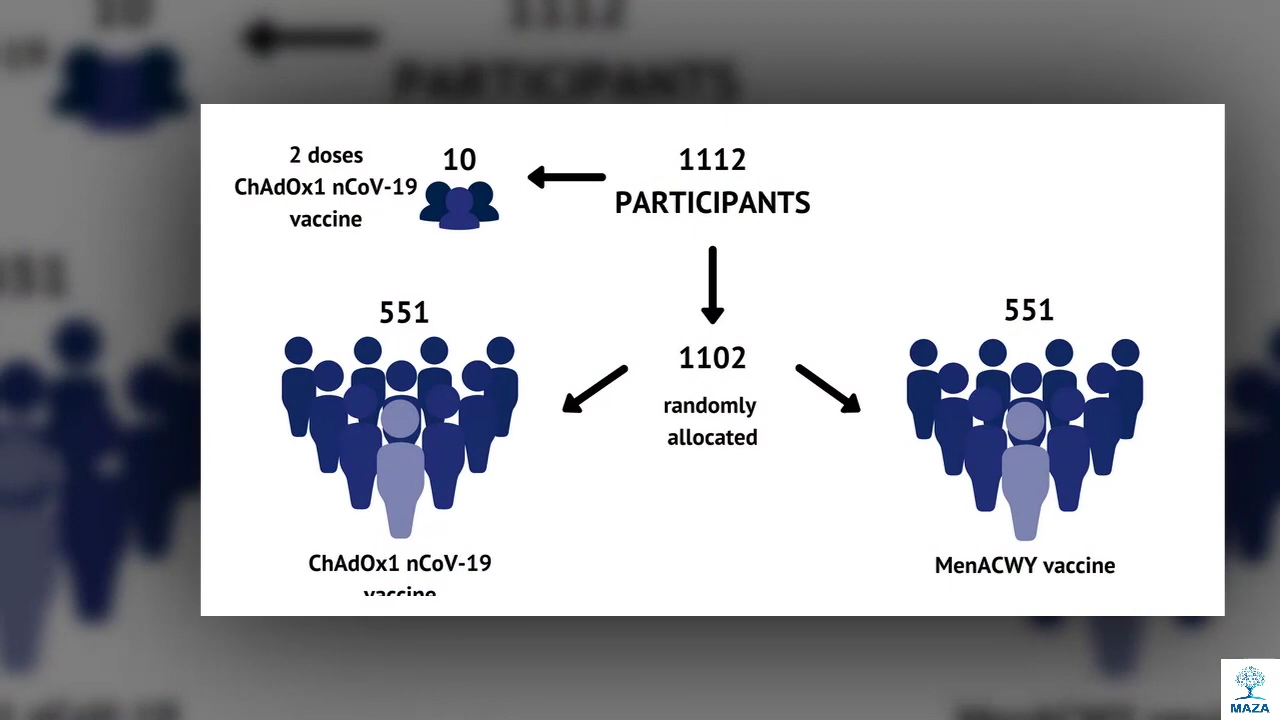 2 doses
ChAdOx1 nCoV-19
vaccine
10
1112
PARTICIPANTS
551
1102
randomly
allocated
551
ChAdOx1 nCoV-19
vaccine
MenACWY vaccine
MAZA